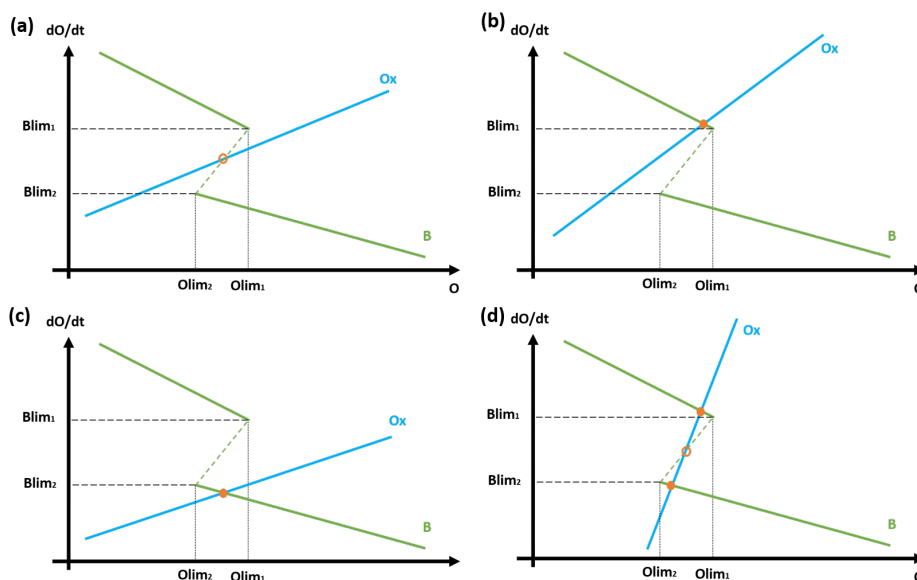 (a)
dO/dt
Ox
Blim₁
Blim₂
B
Olim₂
Olim₁
O
(b)
dO/dt
Ox
Blim₁
Blim₂
B
Olim₂
Olim₁
(c)
dO/dt
Ox
Blim₁
Blim₂
B
Olim₂
Olim₁
O
(d)
dO/dt
Ox
Blim₁
Blim₂
B
Olim₂
Olim₁